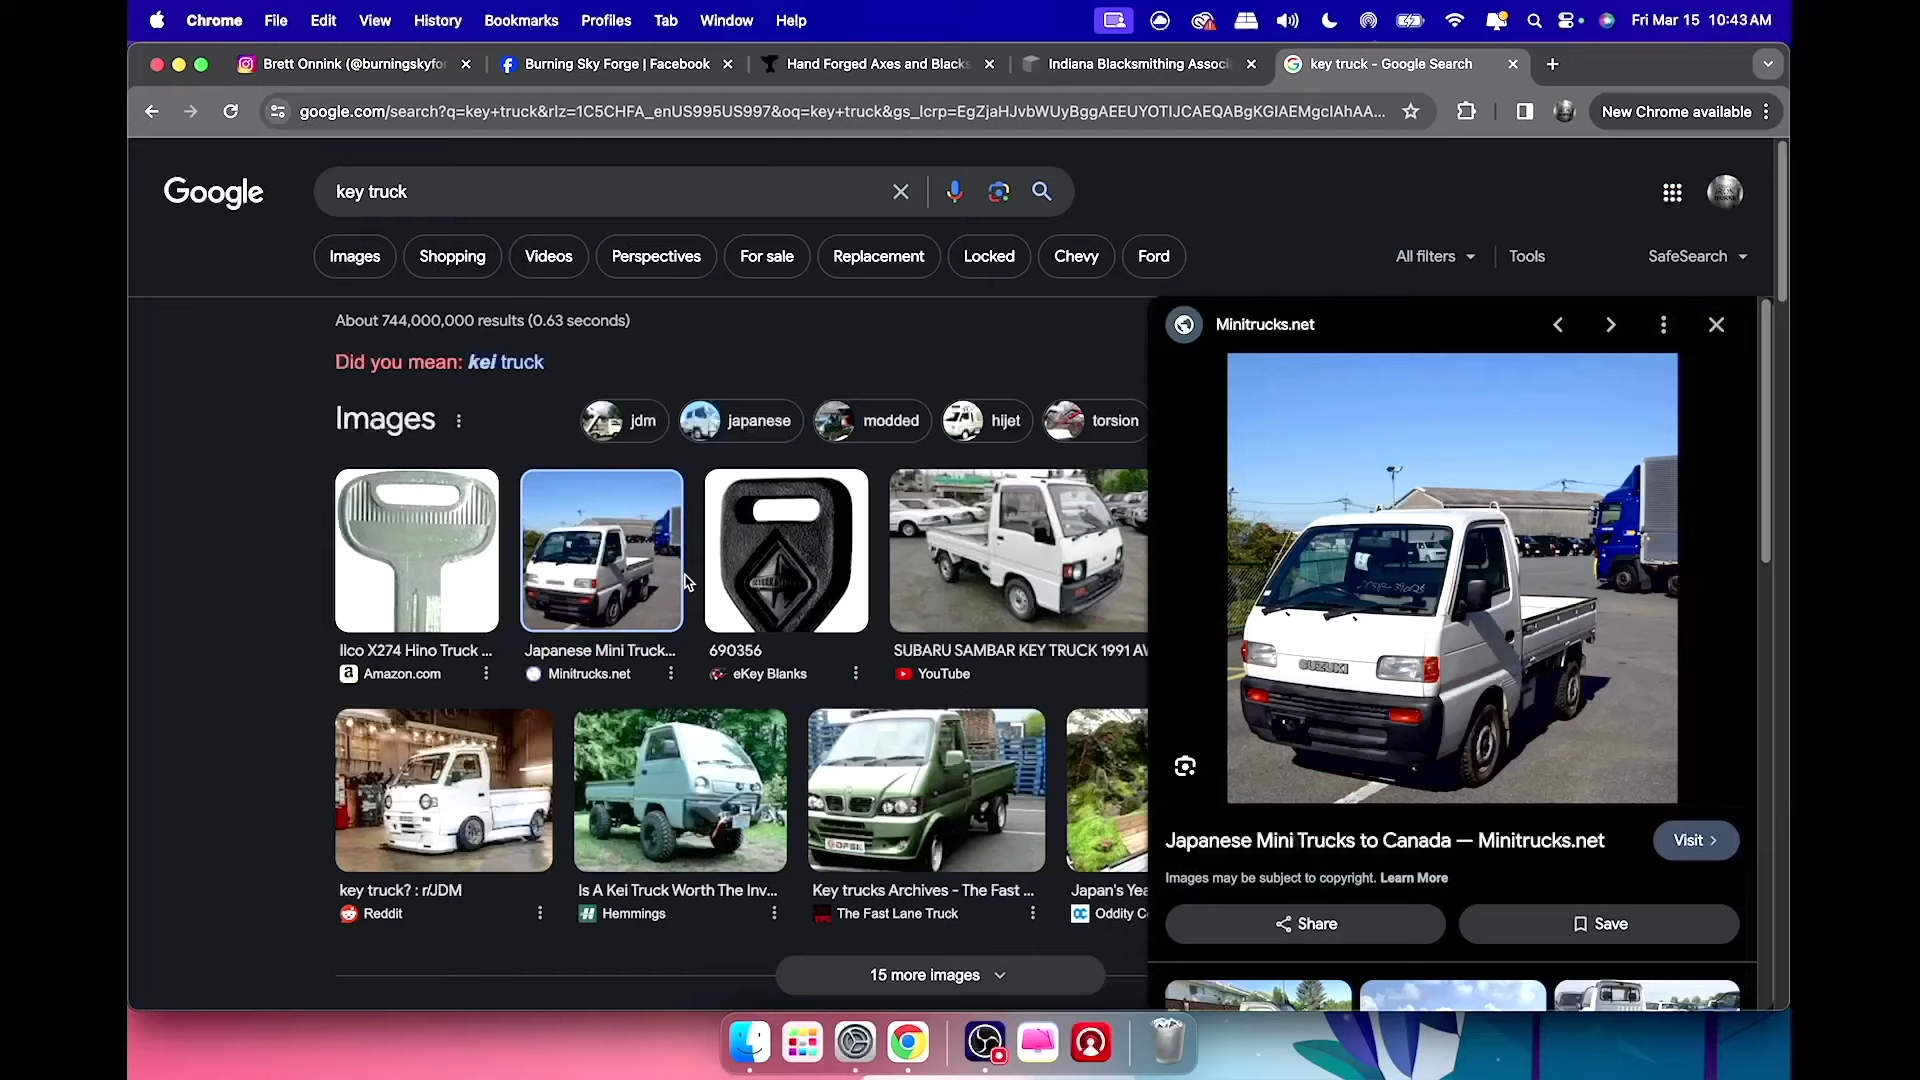 Chrome File Edit View History Bookmarks Profiles Tab Window Help Fri Mar 15 10:43 AM
Brett Onnink (@burningskyfor Burning Sky Forge | Facebook Hand Forged Axes and Blacks Indiana Blacksmithing Associ key truck - Google Search
google.com/search?q=key+truck&rlz=1C5CHFA_enUS995US997&oq=key+truck&gs_lcrp=EgZjaHJvbWUyBggAEEUYOTIJCAEQABgKGIAEMgcIAhAA... New Chrome available
Google key truck
Images Shopping Videos Perspectives For sale Replacement Locked Chevy Ford All filters Tools SafeSearch
About 744,000,000 results (0.63 seconds)
Did you mean: kei truck
Images jdm japanese modded hijet torsion
Ilco X274 Hino Truck ... Japanese Mini Truck... 690356 SUBARU SAMBAR KEY TRUCK 1991 AW
Amazon.com Minitrucks.net eKey Blanks YouTube
key truck? : r/JDM Is A Kei Truck Worth The Inv... Key trucks Archives - The Fast ... Japan's Yea
Reddit Hemmings The Fast Lane Truck Oddity C
15 more images
Minitrucks.net
SUZUKI
Japanese Mini Trucks to Canada — Minitrucks.net Visit
Images may be subject to copyright. Learn More
Share Save